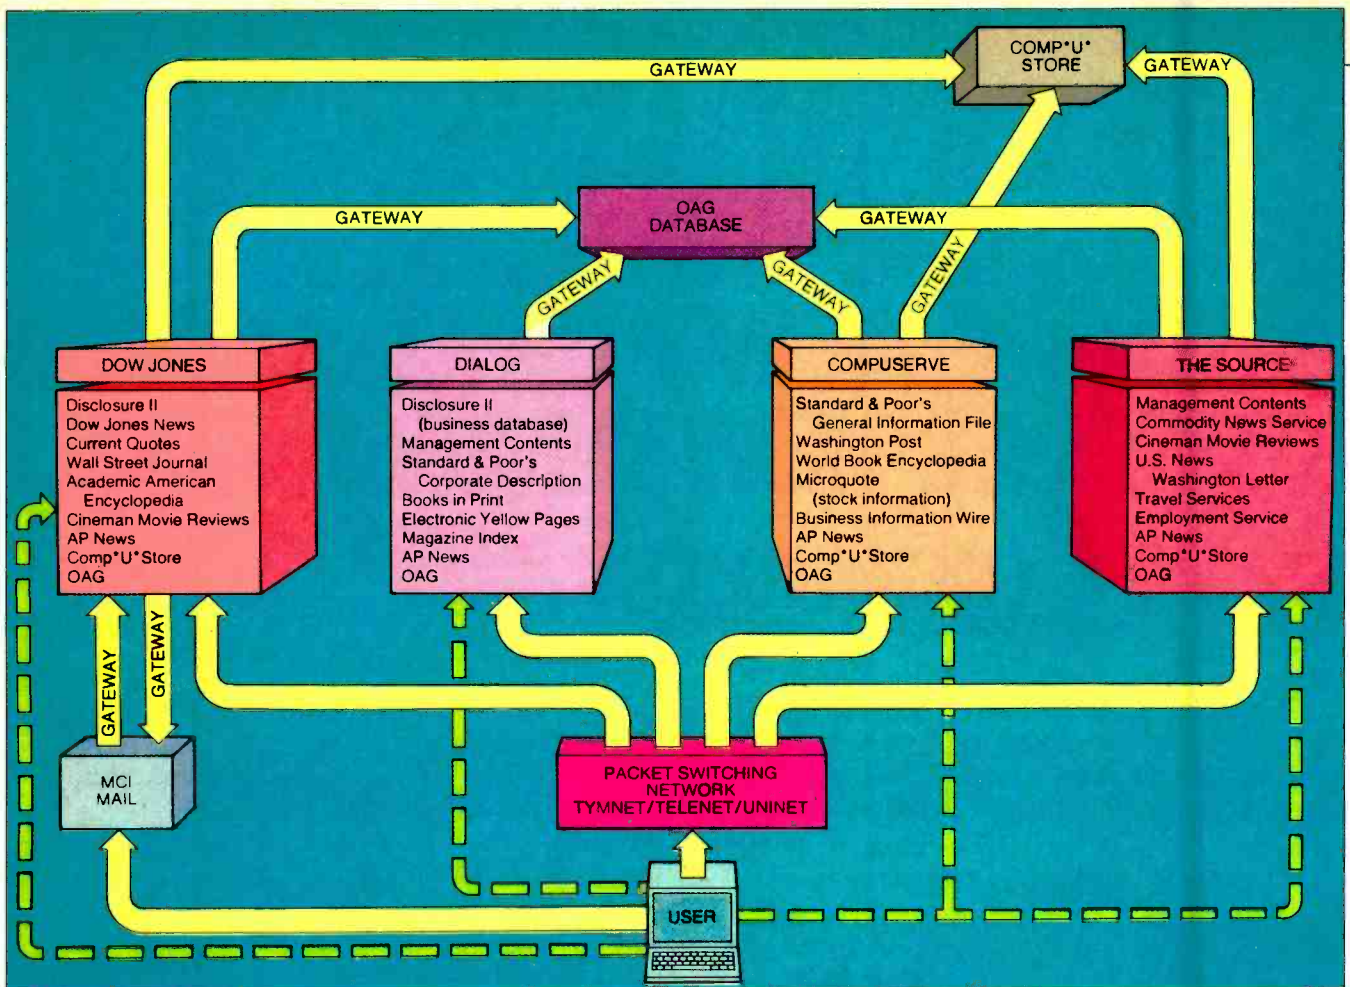 COMP*U*
STORE
GATEWAY
GATEWAY
OAG
DATABASE
GATEWAY
GATEWAY
GATEWAY
GATEWAY
GATEWAY
DOW JONES
Disclosure II
Dow Jones News
Current Quotes
Wall Street Journal
Academic American
Encyclopedia
Cineman Movie Reviews
AP News
Comp*U*Store
OAG
DIALOG
Disclosure II
(business database)
Management Contents
Standard & Poor's
Corporate Description
Books in Print
Electronic Yellow Pages
Magazine Index
AP News
OAG
COMPUSERVE
Standard & Poor's
General Information File
Washington Post
World Book Encyclopedia
Microquote
(stock information)
Business Information Wire
AP News
Comp*U*Store
OAG
THE SOURCE
Management Contents
Commodity News Service
Cineman Movie Reviews
U.S. News
Washington Letter
Travel Services
Employment Service
AP News
Comp*U*Store
OAG
GATEWAY
GATEWAY
MCI
MAIL
PACKET SWITCHING
NETWORK
TYMNET/TELENET/UNINET
USER